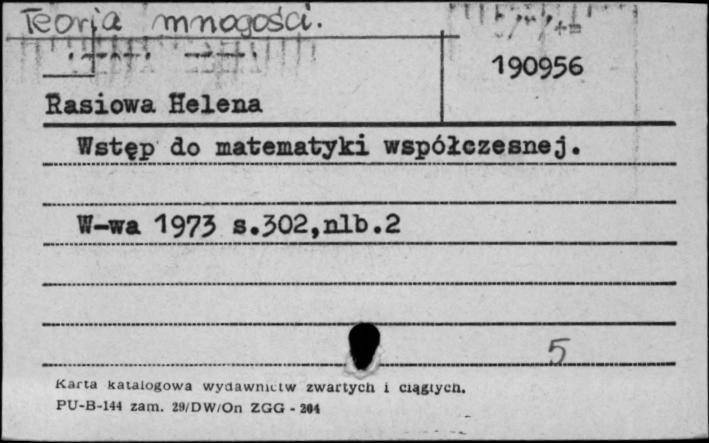 Teoria mnogości.
190956
Rasiowa Helena
Wstęp do matematyki współczesnej.
W-wa 1973 s.302,nlb.2
5
Karta katalogowa wydawnictw zwartych i ciągłych.
PU-B-144 zam. 29/DW/On ZGG - 204